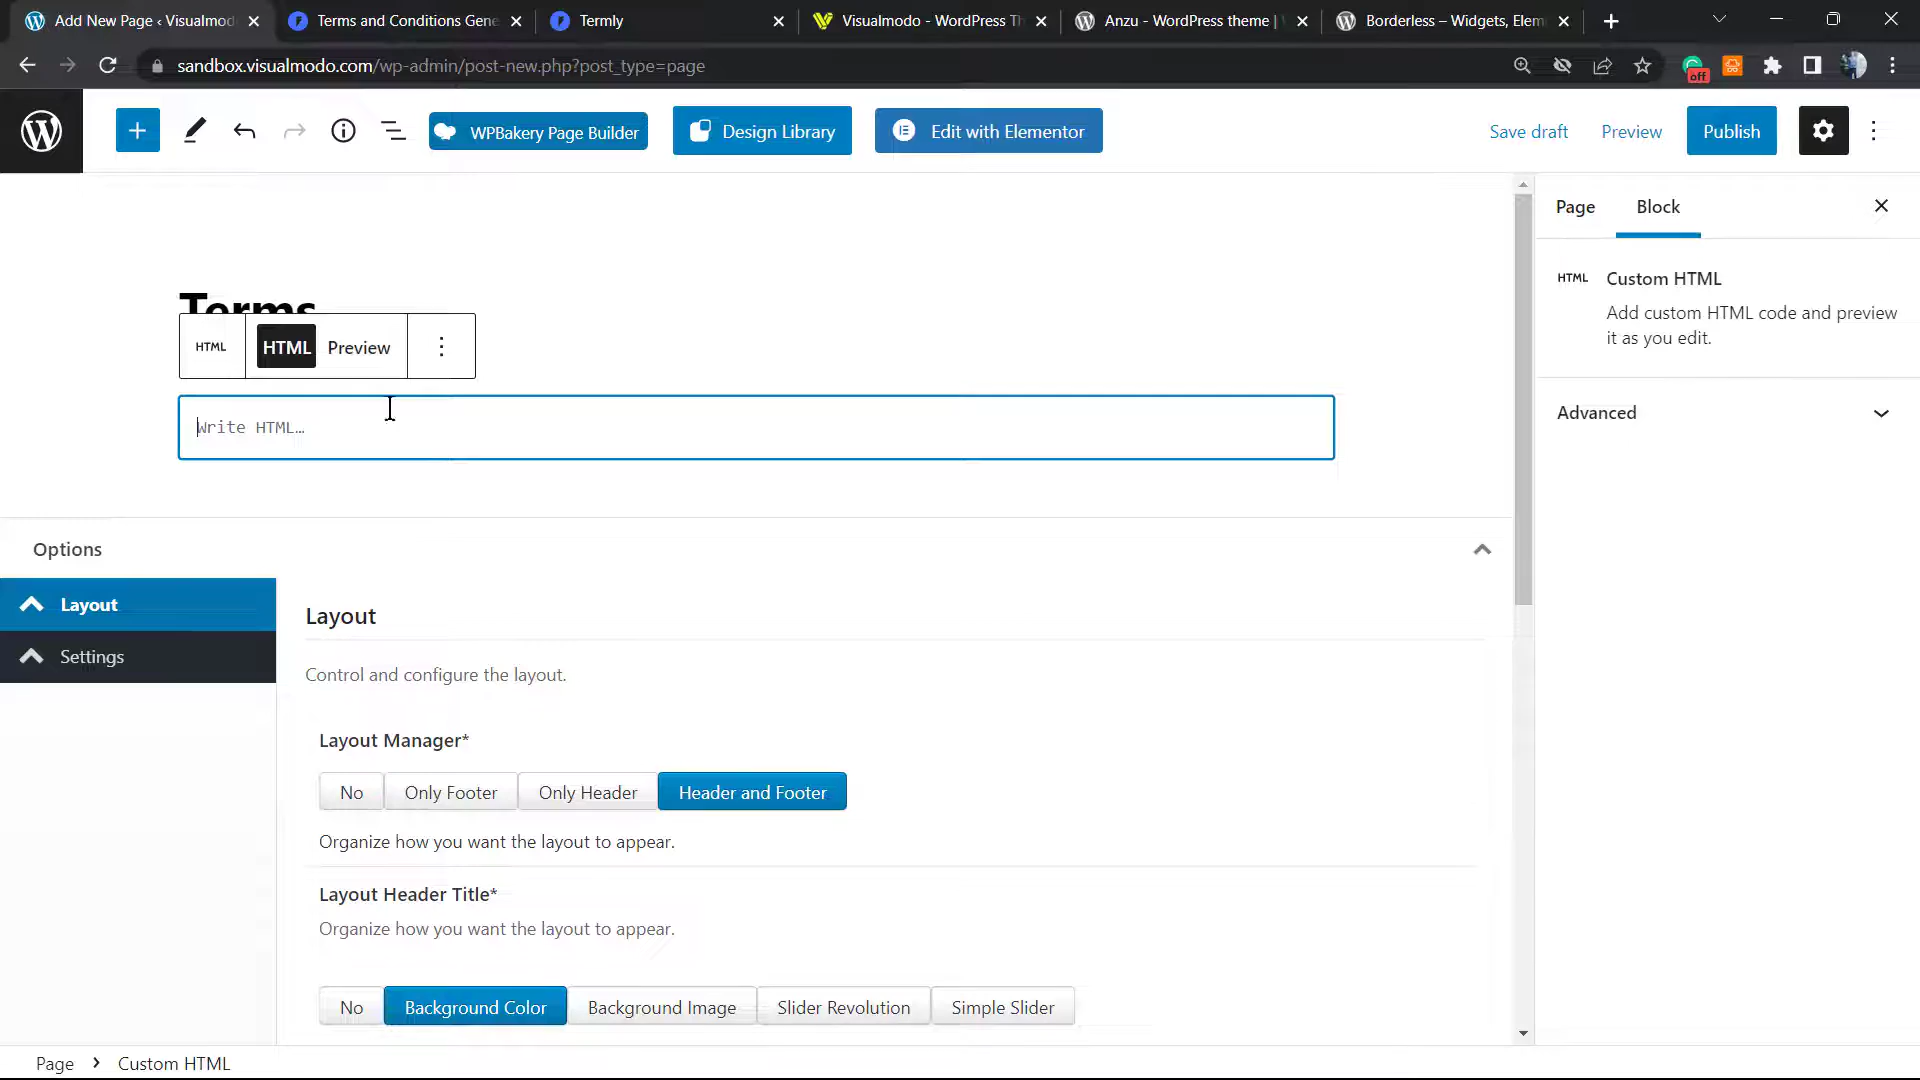 Add New Page ‹ Visualmod
Terms and Conditions Gene
Termly
Visualmodo - WordPress Th
Anzu - WordPress theme |
Borderless – Widgets, Elem
sandbox.visualmodo.com/wp-admin/post-new.php?post_type=page
off
WPBakery Page Builder
Design Library
Edit with Elementor
Save draft
Preview
Publish
Page
Block
Terms
HTML
HTML
Preview
Write HTML…
HTML
Custom HTML
Add custom HTML code and preview
it as you edit.
Advanced
Options
Layout
Settings
Layout
Control and configure the layout.
Layout Manager*
No
Only Footer
Only Header
Header and Footer
Organize how you want the layout to appear.
Layout Header Title*
Organize how you want the layout to appear.
No
Background Color
Background Image
Slider Revolution
Simple Slider
Page
Custom HTML